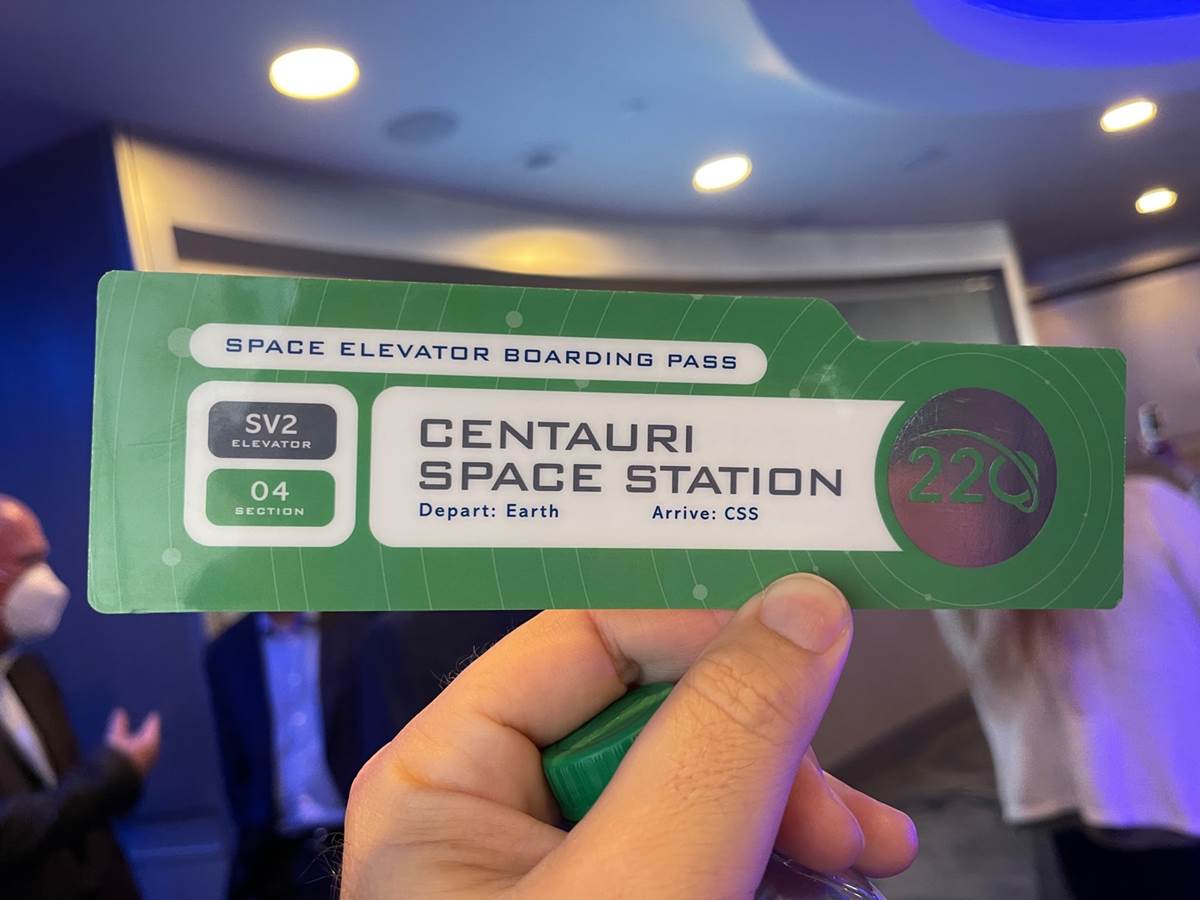 SPACE ELEVATOR BOARDING PASS
SV2
ELEVATOR
04
SECTION
CENTAURI
SPACE STATION
Depart: Earth
Arrive: CSS
220